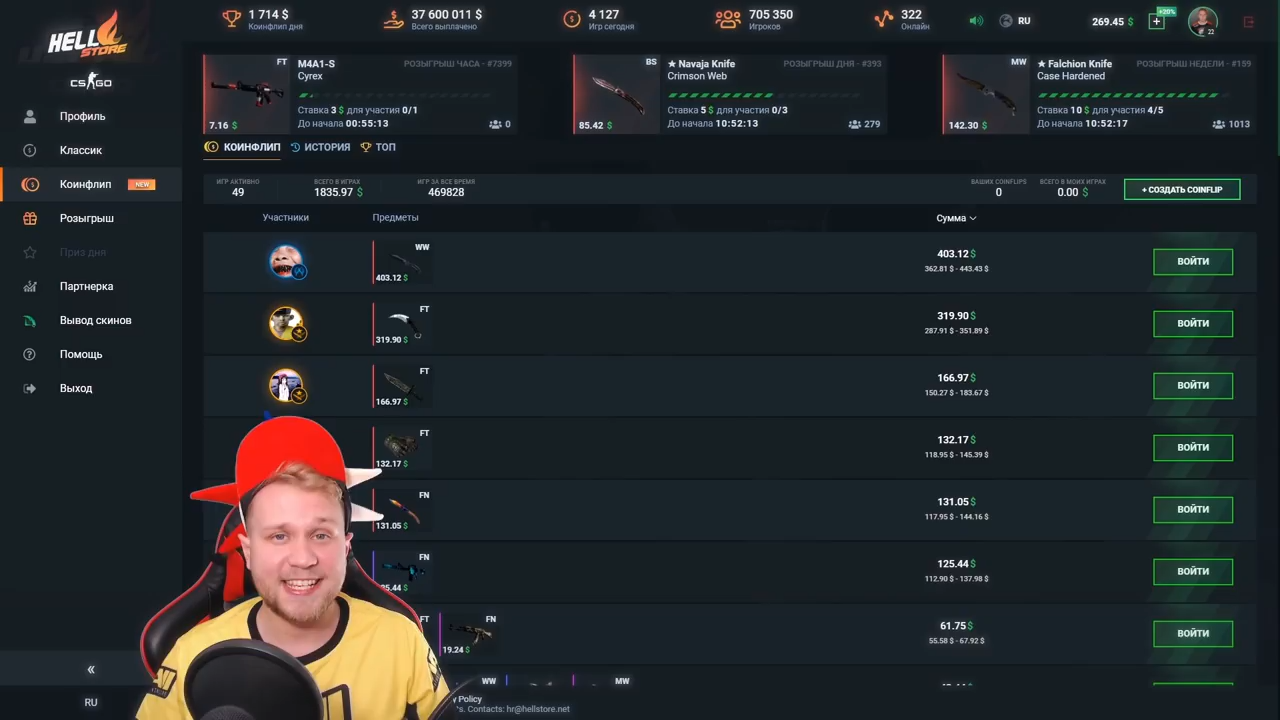 HELL
STORE
CS GO
Профиль
Классик
Коинфлип NEW
Розыгрыш
Приз дня
Партнерка
Вывод скинов
Помощь
Выход
«
RU
1 714 $
Коинфлип дня
37 600 011 $
Всего выплачено
4 127
Игр сегодня
705 350
Игроков
322
Онлайн
RU
269.45 $
+
+20%
22
FT
7.16 $
M4A1-S
Cyrex
РОЗЫГРЫШ ЧАСА - #7399
Ставка 3 $ для участия 0/1
До начала 00:55:13
0
BS
85.42 $
★ Navaja Knife
Crimson Web
РОЗЫГРЫШ ДНЯ - #393
Ставка 5 $ для участия 0/3
До начала 10:52:13
279
MW
142.30 $
★ Falchion Knife
Case Hardened
РОЗЫГРЫШ НЕДЕЛИ - #159
Ставка 10 $ для участия 4/5
До начала 10:52:17
1013
КОИНФЛИП ИСТОРИЯ ТОП
ИГР АКТИВНО
49
ВСЕГО В ИГРАХ
1835.97 $
ИГР ЗА ВСЕ ВРЕМЯ
469828
ВАШИХ COINFLIPS
0
ВСЕГО В МОИХ ИГРАХ
0.00 $
+ СОЗДАТЬ COINFLIP
Участники Предметы Сумма
WW
403.12 $
403.12 $
362.81 $ - 443.43 $
ВОЙТИ
FT
319.90 $
319.90 $
287.91 $ - 351.89 $
ВОЙТИ
FT
166.97 $
166.97 $
150.27 $ - 183.67 $
ВОЙТИ
FT
132.17 $
132.17 $
118.95 $ - 145.39 $
ВОЙТИ
FN
131.05 $
131.05 $
117.95 $ - 144.16 $
ВОЙТИ
FN
125.44 $
112.90 $ - 137.98 $
ВОЙТИ
FT
FN
19.24 $
61.75 $
55.58 $ - 67.92 $
ВОЙТИ
WW
MW
Policy
Contacts: hr@hellstore.net